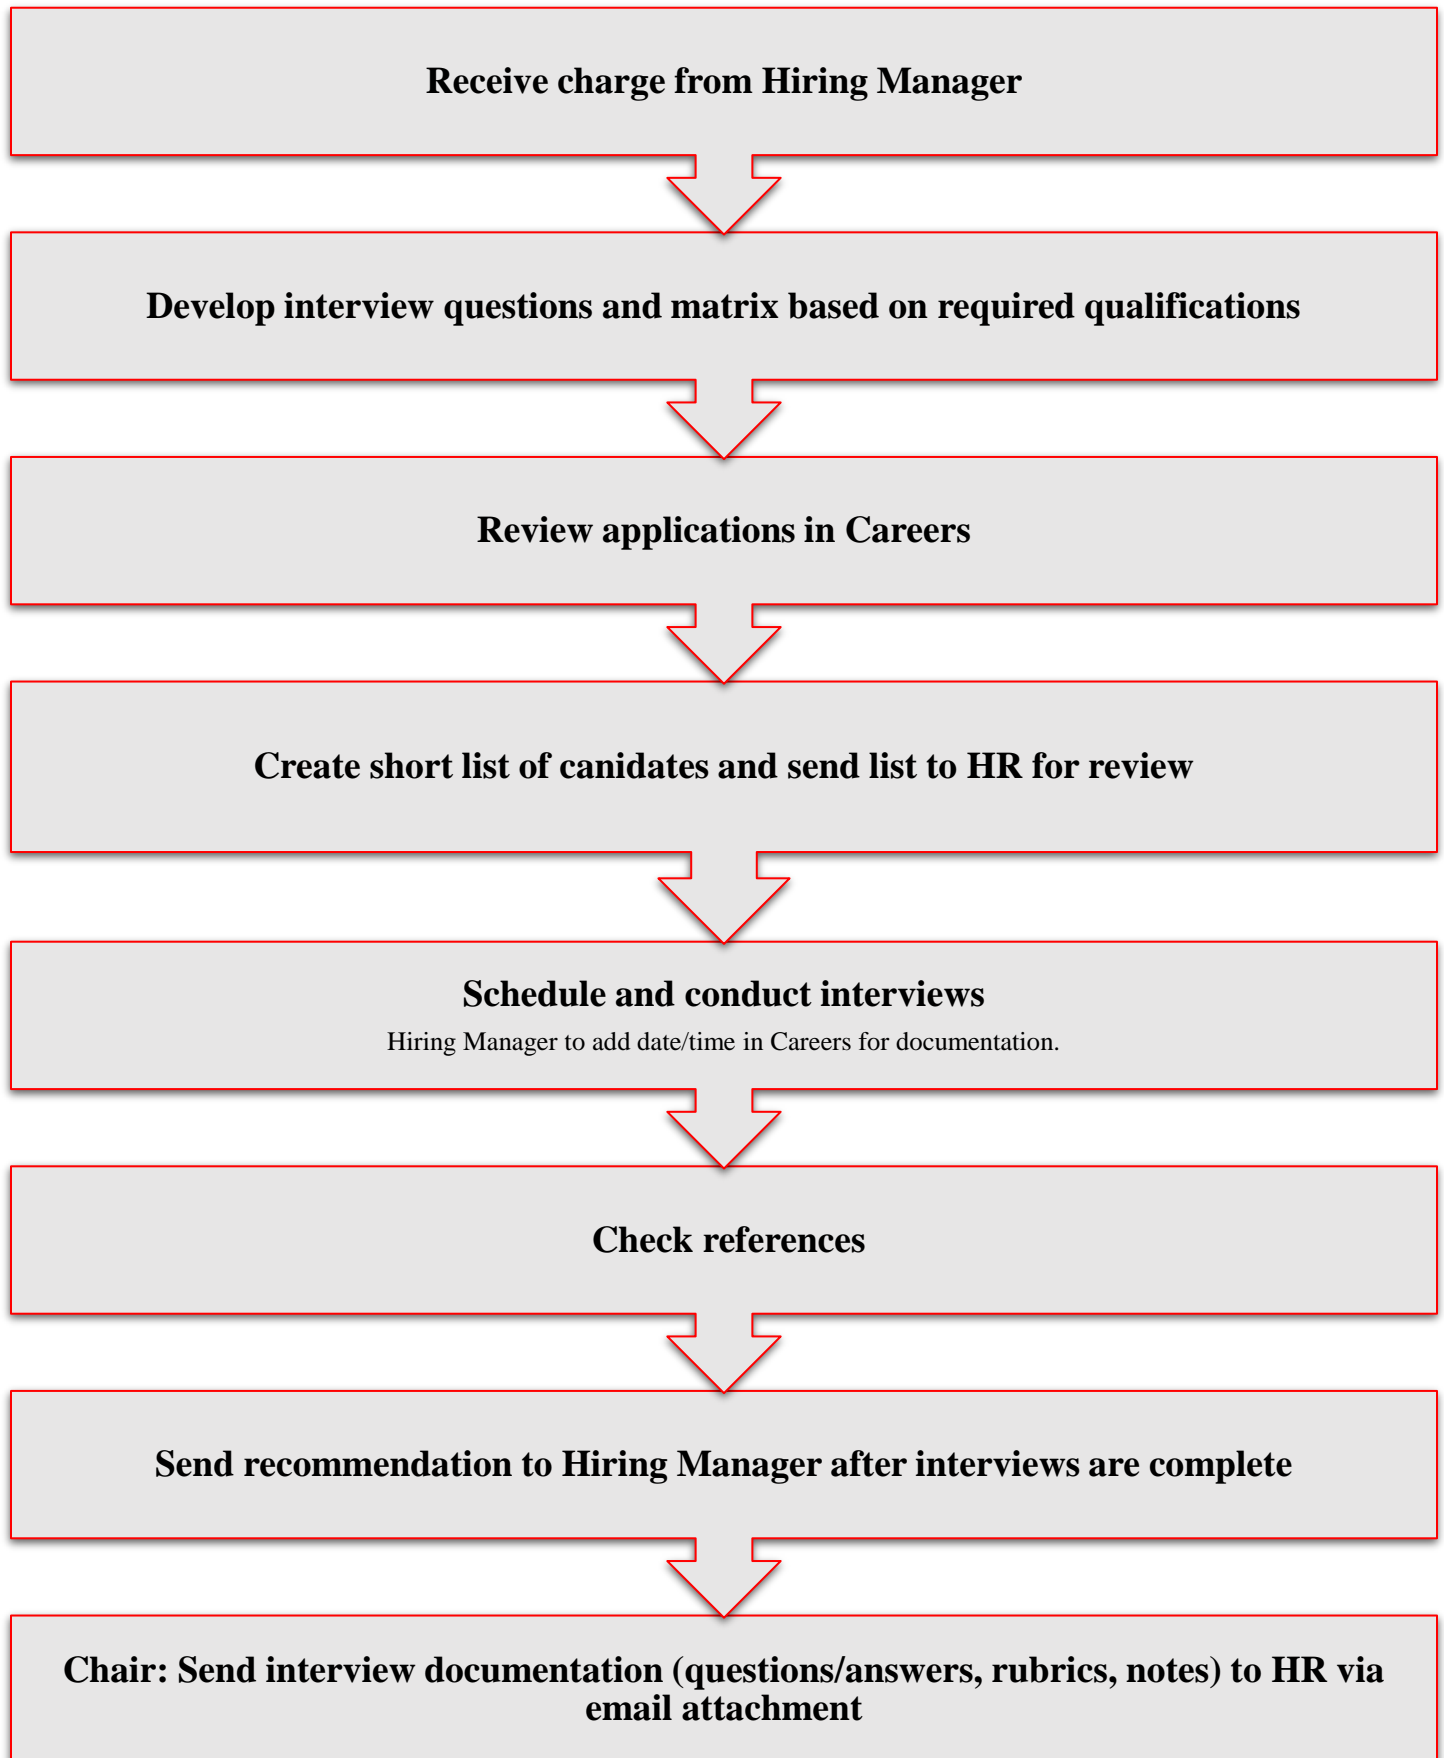 Receive charge from Hiring Manager
Develop interview questions and matrix based on required qualifications
Review applications in Careers
Create short list of canidates and send list to HR for review
Schedule and conduct interviews
Hiring Manager to add date/time in Careers for documentation.
Check references
Send recommendation to Hiring Manager after interviews are complete
Chair: Send interview documentation (questions/answers, rubrics, notes) to HR via
email attachment